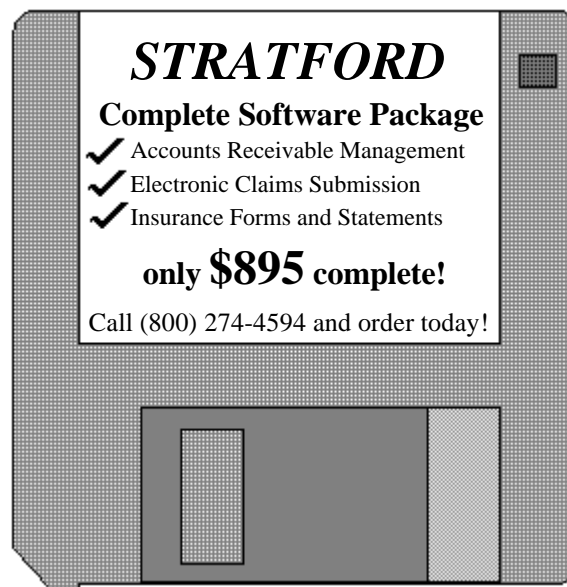 STRATFORD
Complete Software Package
Accounts Receivable Management
Electronic Claims Submission
Insurance Forms and Statements
only $895 complete!
Call (800) 274-4594 and order today!